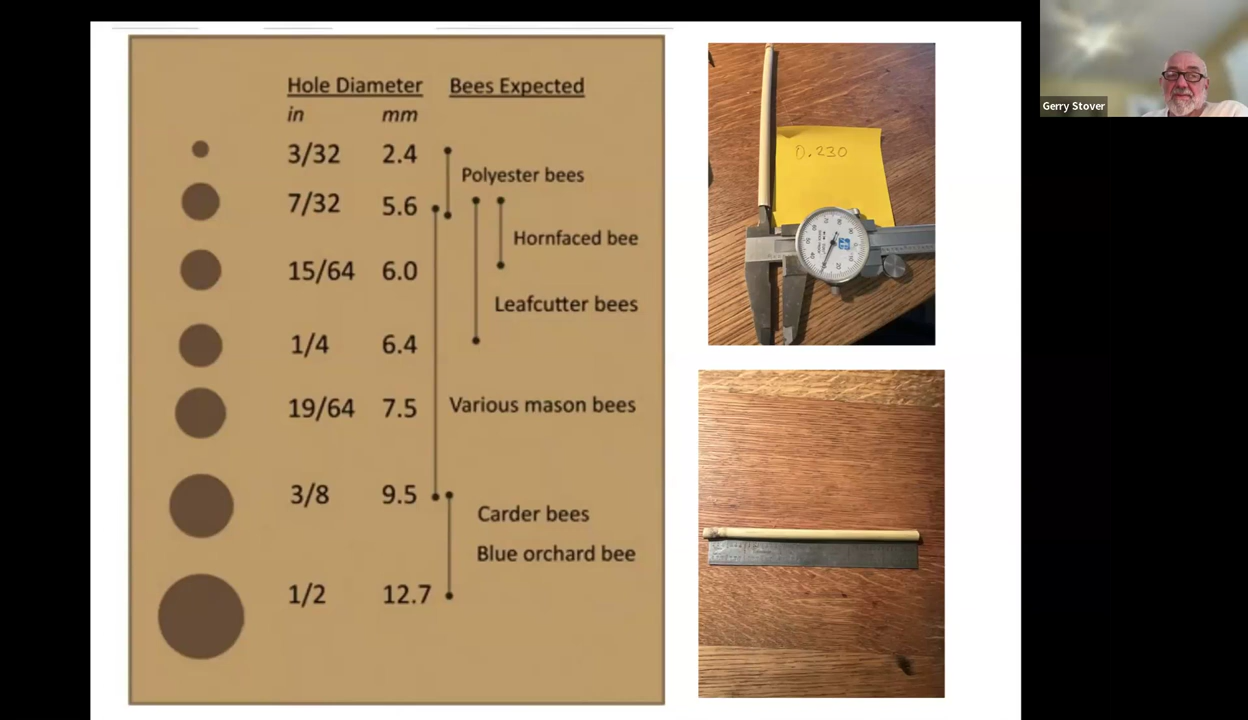 Hole Diameter Bees Expected
in mm
3/32 2.4
Polyester bees
7/32 5.6
Hornfaced bee
15/64 6.0
Leafcutter bees
1/4 6.4
19/64 7.5 Various mason bees
3/8 9.5
Carder bees
Blue orchard bee
1/2 12.7
0.230
Gerry Stover